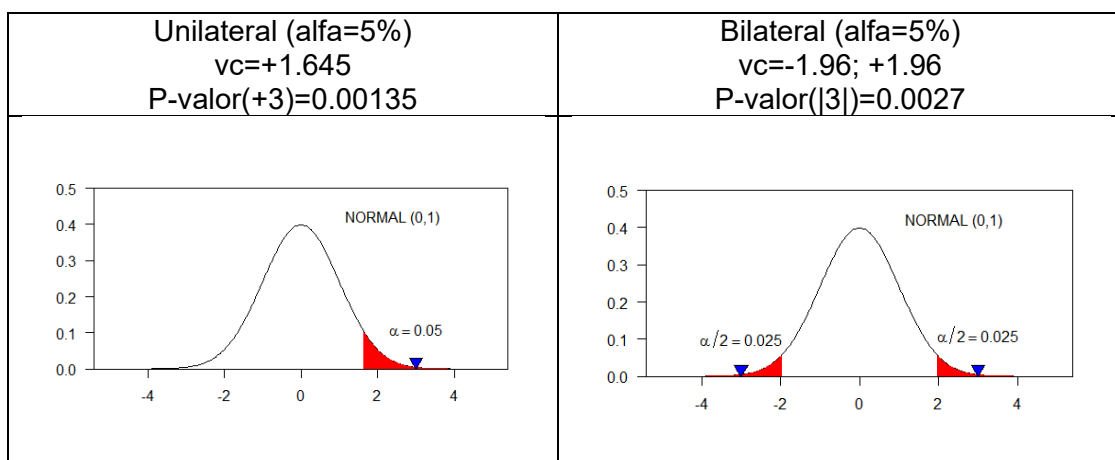 Unilateral (alfa=5%)
vc=+1.645
P-valor(+3)=0.00135
Bilateral (alfa=5%)
vc=-1.96; +1.96
P-valor(|3|)=0.0027
0.5
0.4
0.3
0.2
0.1
0.0
NORMAL (0,1)
α = 0.05
-4 -2 0 2 4
0.5
0.4
0.3
0.2
0.1
0.0
NORMAL (0,1)
α/2 = 0.025
α/2 = 0.025
-4 -2 0 2 4